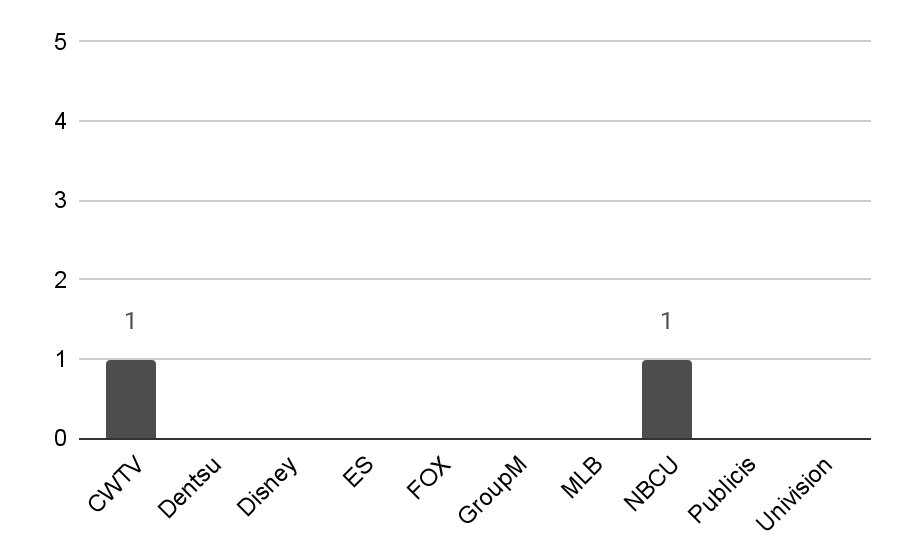 5
4
3
2
1
1
1
0
CWTV
Dentsu
Disney
ES
FOX
GroupM
MLB
NBCU
Publicis
Univision